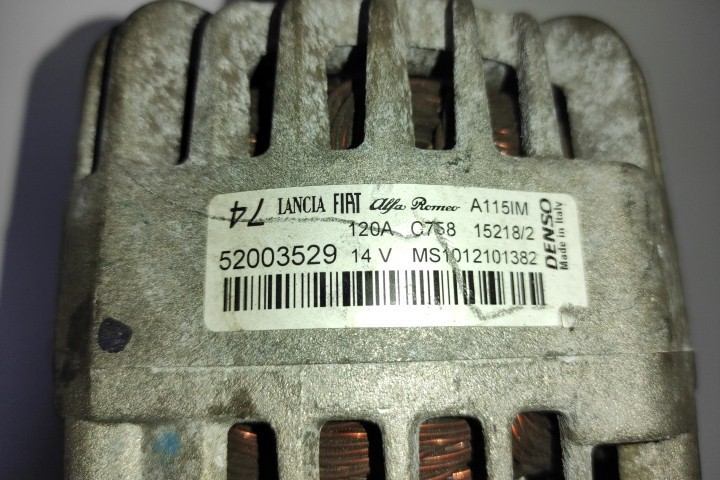 74 LANCIA FIAT Alfa Romeo A115IM
120A C758 15218/2
52003529 14 V MS1012101382
DENSO
Made in Italy